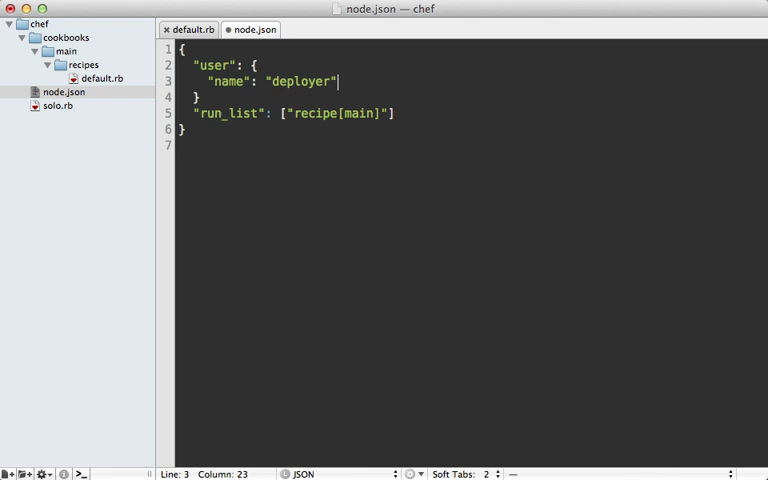 node.json — chef
chef
cookbooks
main
recipes
default.rb
node.json
solo.rb
default.rb
node.json
1 {
2 "user": {
3 "name": "deployer"
4 }
5 "run_list": ["recipe[main]"]
6 }
7
Line: 3 Column: 23 JSON Soft Tabs: 2 —